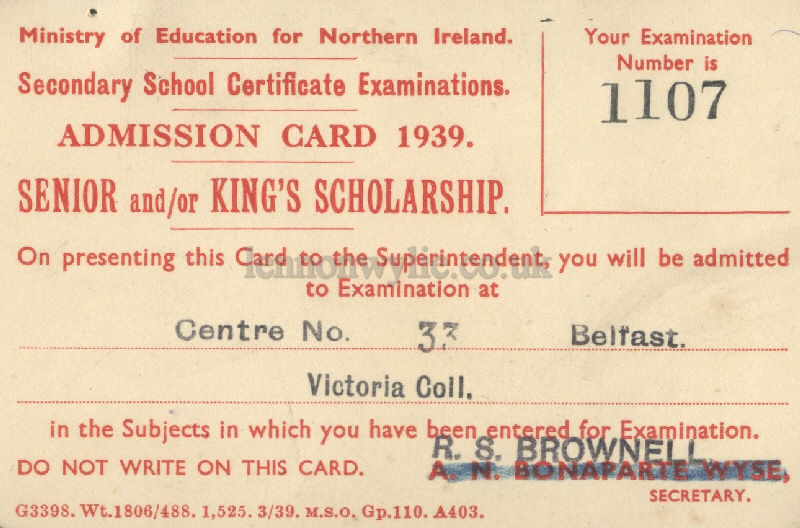 Ministry of Education for Northern Ireland.
Secondary School Certificate Examinations.
ADMISSION CARD 1939.
SENIOR and/or KING'S SCHOLARSHIP.
Your Examination
Number is
1107
On presenting this Card to the Superintendent, you will be admitted
lennonwylie.co.uk
to Examination at
Centre No. 33 Belfast.
Victoria Coll.
in the Subjects in which you have been entered for Examination.
R. S. BROWNELL
DO NOT WRITE ON THIS CARD. A. N. BONAPARTE WYSE,
SECRETARY.
G3398. Wt.1806/488. 1,525. 3/39. M.S.O. Gp.110. A403.